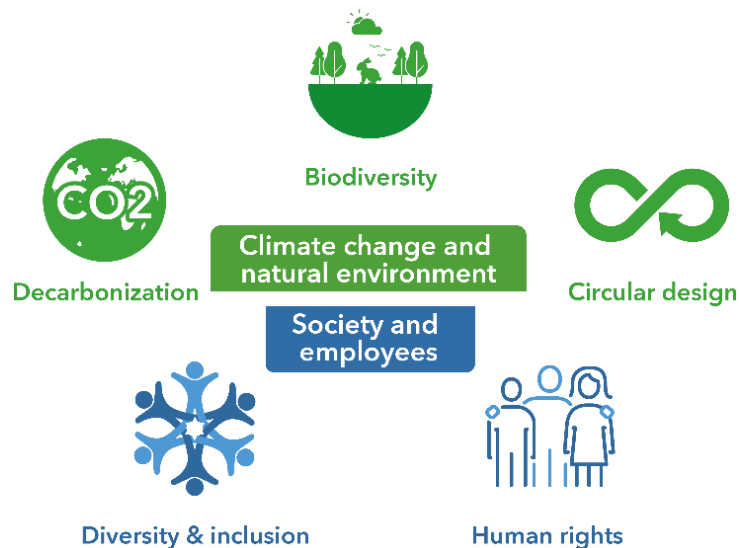 Biodiversity
CO2
Decarbonization
Climate change and
natural environment
Circular design
Society and
employees
Diversity & inclusion
Human rights